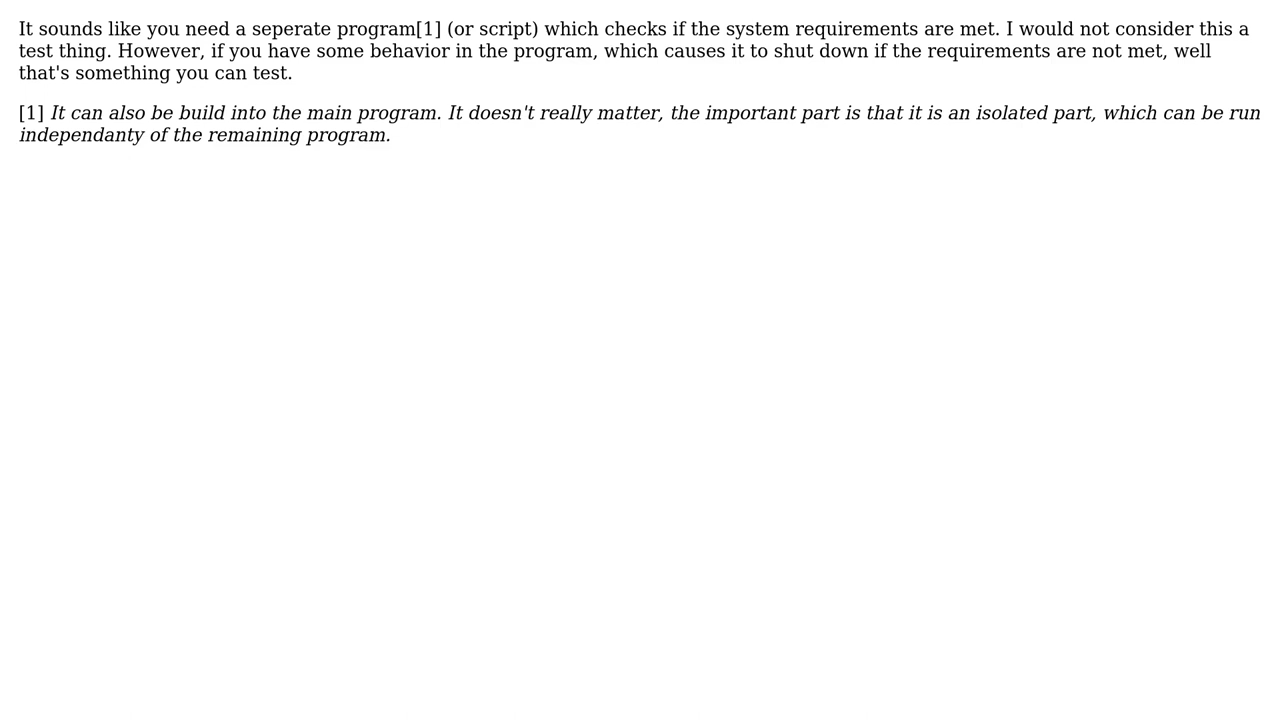 It sounds like you need a seperate program[1] (or script) which checks if the system requirements are met. I would not consider this a
test thing. However, if you have some behavior in the program, which causes it to shut down if the requirements are not met, well
that's something you can test.
[1] It can also be build into the main program. It doesn't really matter, the important part is that it is an isolated part, which can be run
independanty of the remaining program.